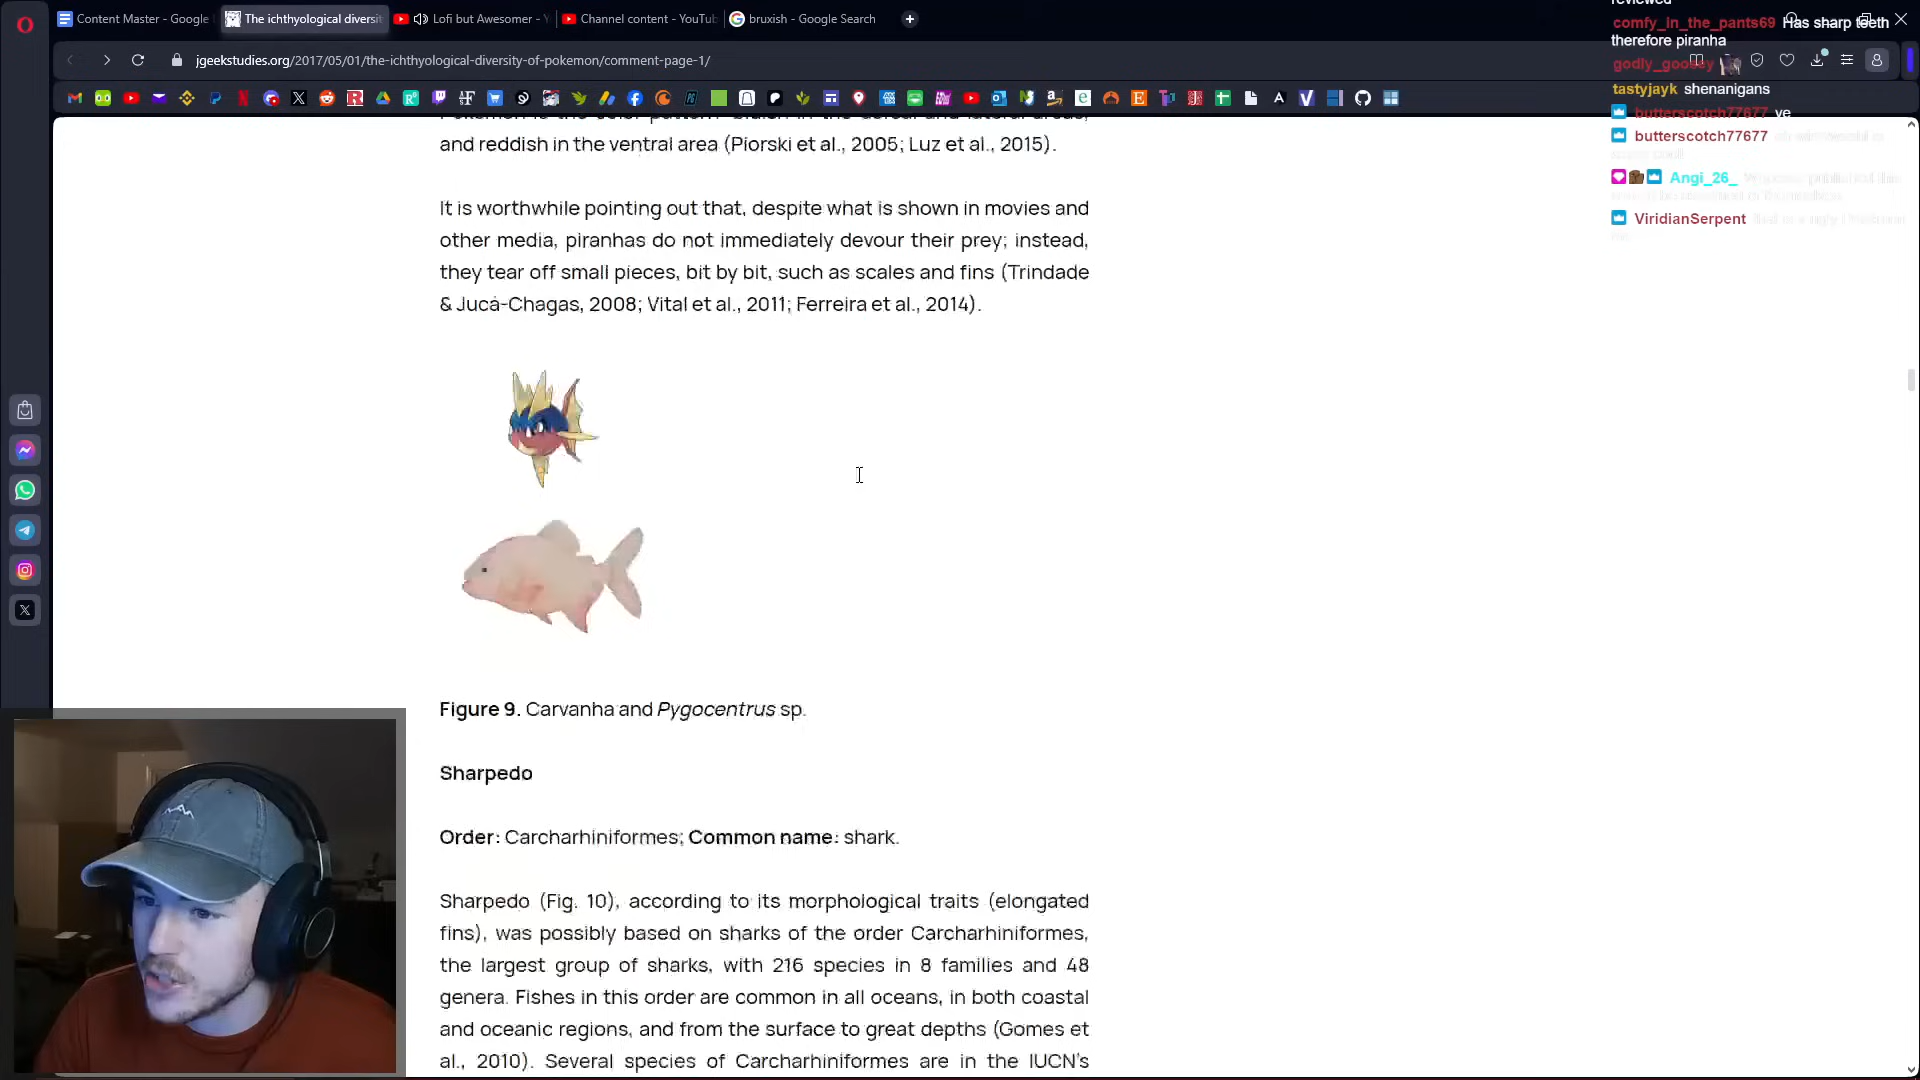 Content Master - Google
The ichthyological diversi
Lofi but Awesomer - Y
Channel content - YouTub
bruxish - Google Search
jgeekstudies.org/2017/05/01/the-ichthyological-diversity-of-pokemon/comment-page-1/
reviewed
comfy_in_the_pants69 Has sharp teeth
therefore piranha
godly_goosey
tastyjayk shenanigans
butterscotch77677 ye
butterscotch77677
Angi_26_
ViridianSerpent
and reddish in the ventral area (Piorski et al., 2005; Luz et al., 2015).
It is worthwhile pointing out that, despite what is shown in movies and
other media, piranhas do not immediately devour their prey; instead,
they tear off small pieces, bit by bit, such as scales and fins (Trindade
& Jucá-Chagas, 2008; Vital et al., 2011; Ferreira et al., 2014).
Figure 9. Carvanha and Pygocentrus sp.
Sharpedo
Order: Carcharhiniformes; Common name: shark.
Sharpedo (Fig. 10), according to its morphological traits (elongated
fins), was possibly based on sharks of the order Carcharhiniformes,
the largest group of sharks, with 216 species in 8 families and 48
genera. Fishes in this order are common in all oceans, in both coastal
and oceanic regions, and from the surface to great depths (Gomes et
al., 2010). Several species of Carcharhiniformes are in the IUCN's